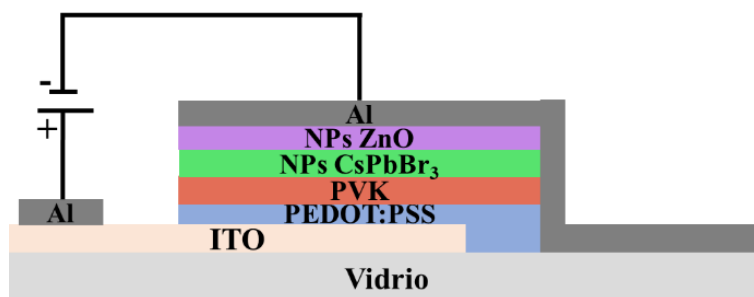 -
+
Al
NPs ZnO
NPs CsPbBr₃
PVK
PEDOT:PSS
Al
ITO
Vidrio